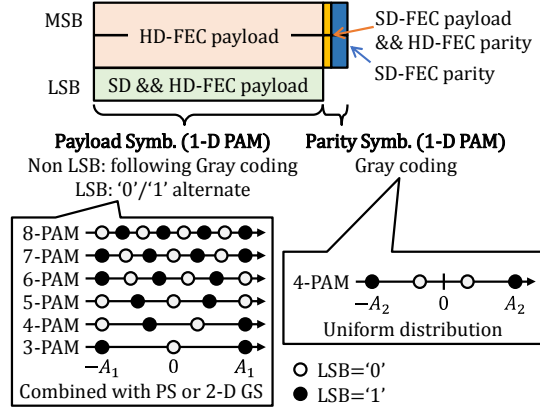 MSB
HD-FEC payload
SD-FEC payload
&& HD-FEC parity
SD-FEC parity
LSB
SD && HD-FEC payload
Payload Symb. (1-D PAM)
Non LSB: following Gray coding
LSB: '0'/'1' alternate
Parity Symb. (1-D PAM)
Gray coding
8-PAM
7-PAM
6-PAM
5-PAM
4-PAM
3-PAM
−A₁ 0 A₁
Combined with PS or 2-D GS
4-PAM
−A₂ 0 A₂
Uniform distribution
LSB='0'
LSB='1'